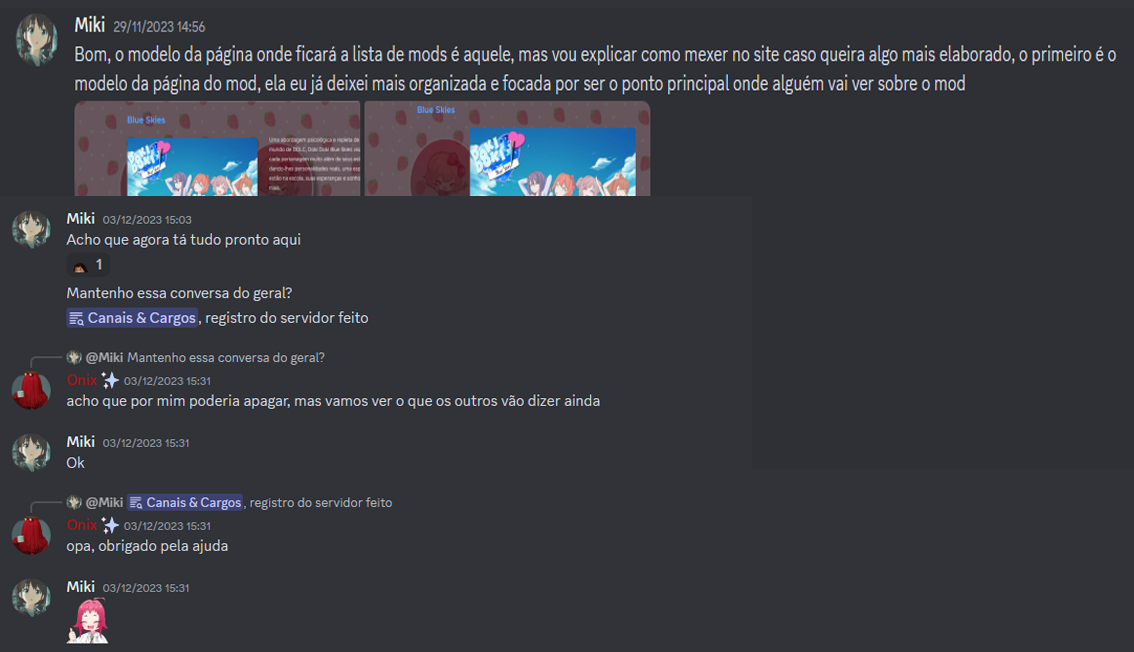 Miki 29/11/2023 14:56
Bom, o modelo da página onde ficará a lista de mods é aquele, mas vou explicar como mexer no site caso queira algo mais elaborado, o primeiro é o
modelo da página do mod, ela eu já deixei mais organizada e focada por ser o ponto principal onde alguém vai ver sobre o mod
Blue Skies
Blue Skies
Uma abordagem psicológica e repleta de
mundo de DDLC, Doki Doki Blue Skies
cada personagem muito além de seus
dando-lhes personalidades reais, uma
estão na escola, suas esperanças e
mais.
DOKI DOKI
DOKI DOKI
Miki 03/12/2023 15:03
Acho que agora tá tudo pronto aqui
1
Mantenho essa conversa do geral?
Canais & Cargos, registro do servidor feito
@Miki Mantenho essa conversa do geral?
Onix 03/12/2023 15:31
acho que por mim poderia apagar, mas vamos ver o que os outros vão dizer ainda
Miki 03/12/2023 15:31
Ok
@Miki Canais & Cargos, registro do servidor feito
Onix 03/12/2023 15:31
opa, obrigado pela ajuda
Miki 03/12/2023 15:31